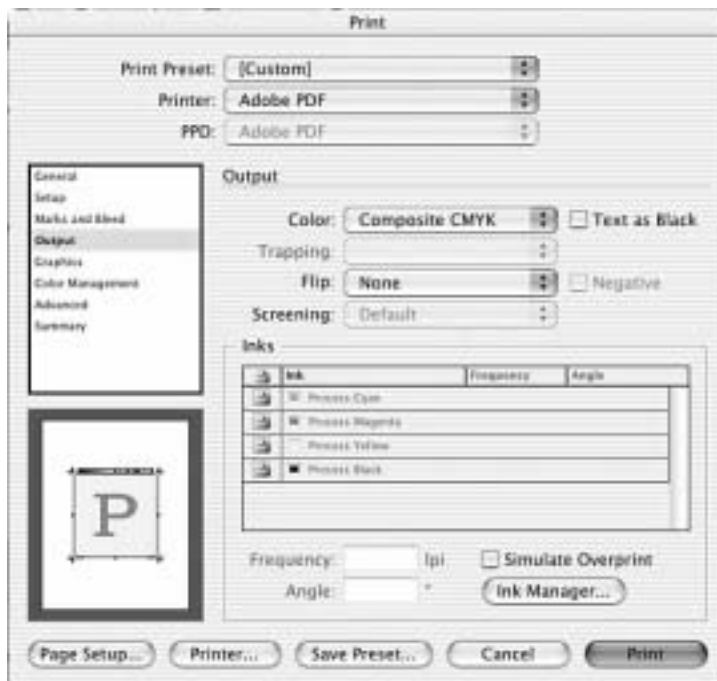 Print
Print Preset: [Custom]
Printer: Adobe PDF
PPD: Adobe PDF
General
Setup
Marks and Bleed
Output
Graphics
Color Management
Advanced
Summary
Output
Color: Composite CMYK Text as Black
Trapping:
Flip: None Negative
Screening: Default
Inks
Ink Frequency Angle
Process Cyan
Process Magenta
Process Yellow
Process Black
P
Frequency: lpi Simulate Overprint
Angle: ° Ink Manager...
Page Setup... Printer... Save Preset... Cancel Print